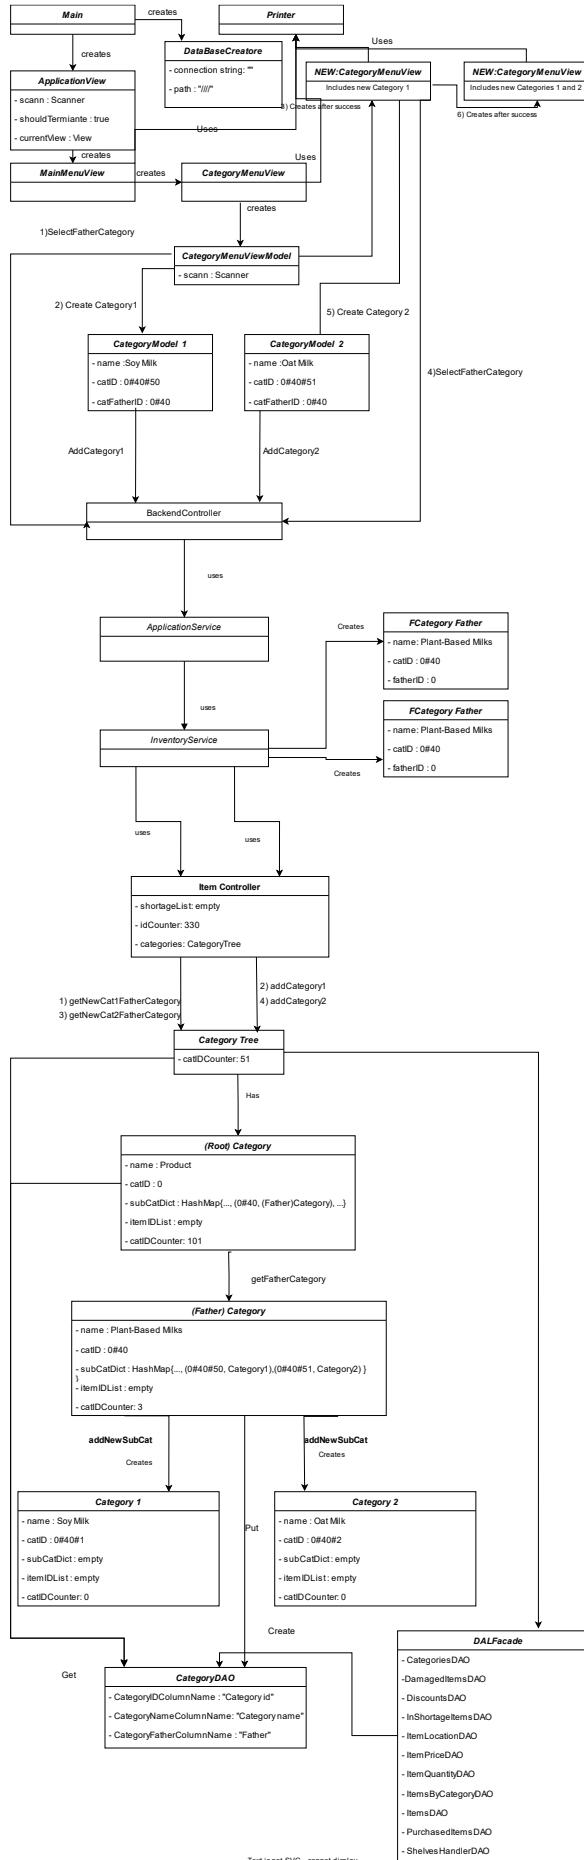 Main
creates
Printer
creates
Uses
DataBaseCreatore
- connection string: ""
- path : "////"
NEW:CategoryMenuView
Includes new Category 1
NEW:CategoryMenuView
Includes new Categories 1 and 2
ApplicationView
- scann : Scanner
- shouldTermiante : true
- currentView : View
3) Creates after success
6) Creates after success
Uses
creates
Uses
MainMenuView
creates
CategoryMenuView
creates
1)SelectFatherCategory
CategoryMenuViewModel
- scann : Scanner
2) Create Category1
5) Create Category 2
CategoryModel 1
- name :Soy Milk
- catID : 0#40#50
- catFatherID : 0#40
CategoryModel 2
- name :Oat Milk
- catID : 0#40#51
- catFatherID : 0#40
4)SelectFatherCategory
AddCategory1
AddCategory2
BackendController
uses
ApplicationService
Creates
FCategory Father
- name: Plant-Based Milks
- catID : 0#40
- fatherID : 0
uses
FCategory Father
- name: Plant-Based Milks
- catID : 0#40
- fatherID : 0
InventoryService
Creates
uses
uses
Item Controller
- shortageList: empty
- idCounter: 330
- categories: CategoryTree
1) getNewCat1FatherCategory
3) getNewCat2FatherCategory
2) addCategory1
4) addCategory2
Category Tree
- catIDCounter: 51
Has
(Root) Category
- name : Product
- catID : 0
- subCatDict : HashMap{..., (0#40, (Father)Category), ...}
- itemIDList : empty
- catIDCounter: 101
getFatherCategory
(Father) Category
- name : Plant-Based Milks
- catID : 0#40
- subCatDict : HashMap{..., (0#40#50, Category1),(0#40#51, Category2) }
}
- itemIDList : empty
- catIDCounter: 3
addNewSubCat
Creates
addNewSubCat
Creates
Category 1
- name : Soy Milk
- catID : 0#40#1
- subCatDict : empty
- itemIDList : empty
- catIDCounter: 0
Put
Category 2
- name : Oat Milk
- catID : 0#40#2
- subCatDict : empty
- itemIDList : empty
- catIDCounter: 0
Create
Get
CategoryDAO
- CategoryIDColumnName : "Category id"
- CategoryNameColumnName: "Category name"
- CategoryFatherColumnName : "Father"
DALFacade
- CategoriesDAO
-DamagedItemsDAO
- DiscountsDAO
- InShortageItemsDAO
- ItemLocationDAO
- ItemPriceDAO
- ItemQuantityDAO
- ItemsByCategoryDAO
- ItemsDAO
- PurchasedItemsDAO
- ShelvesHandlerDAO